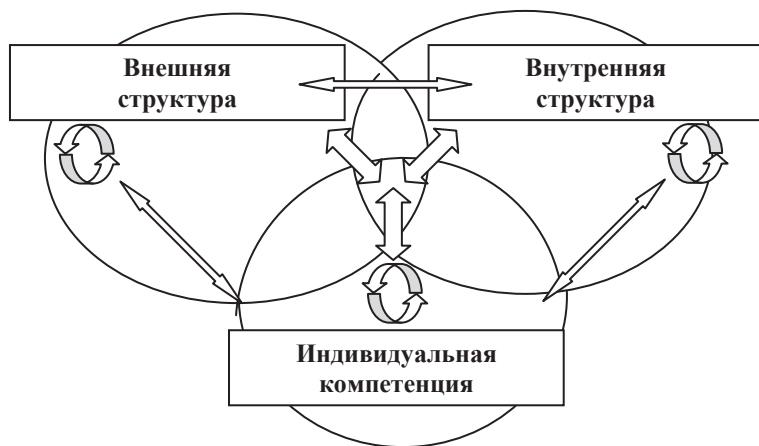 Внешняя
структура
Внутренняя
структура
Индивидуальная
компетенция